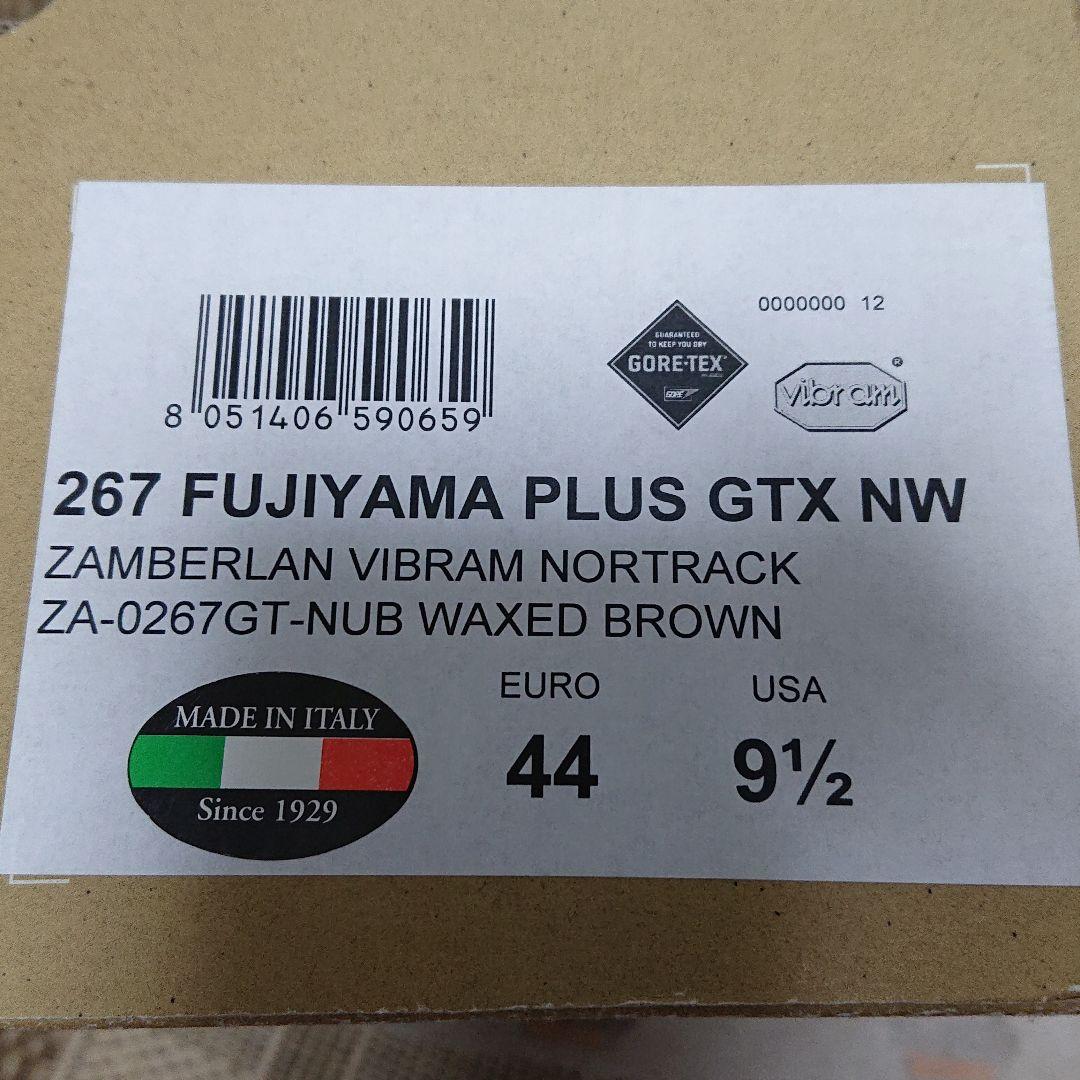 0000000 12
GUARANTEED
TO KEEP YOU DRY
GORE-TEX
GORE
vibram®
8 051406 590659
267 FUJIYAMA PLUS GTX NW
ZAMBERLAN VIBRAM NORTRACK
ZA-0267GT-NUB WAXED BROWN
EURO USA
44 9½
MADE IN ITALY
Since 1929